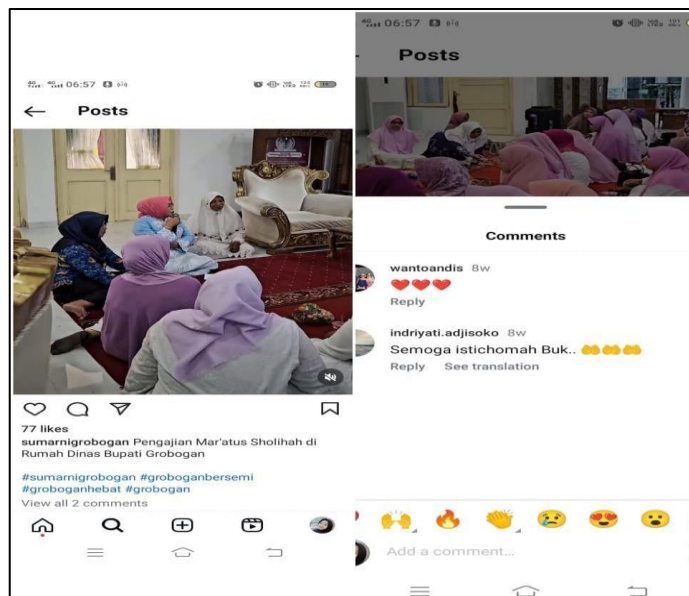 06:57
Posts
77 likes
sumarnigrobogan Pengajian Mar'atus Sholihah di
Rumah Dinas Bupati Grobogan
#sumarnigrobogan #groboganbersemi
#groboganhebat #grobogan
View all 2 comments
06:57
Posts
Comments
wantoandis 8w
❤️❤️❤️
Reply
indriyati.adjisoko 8w
Semoga istichomah Buk.. 🤲🤲🤲
Reply See translation
Add a comment...